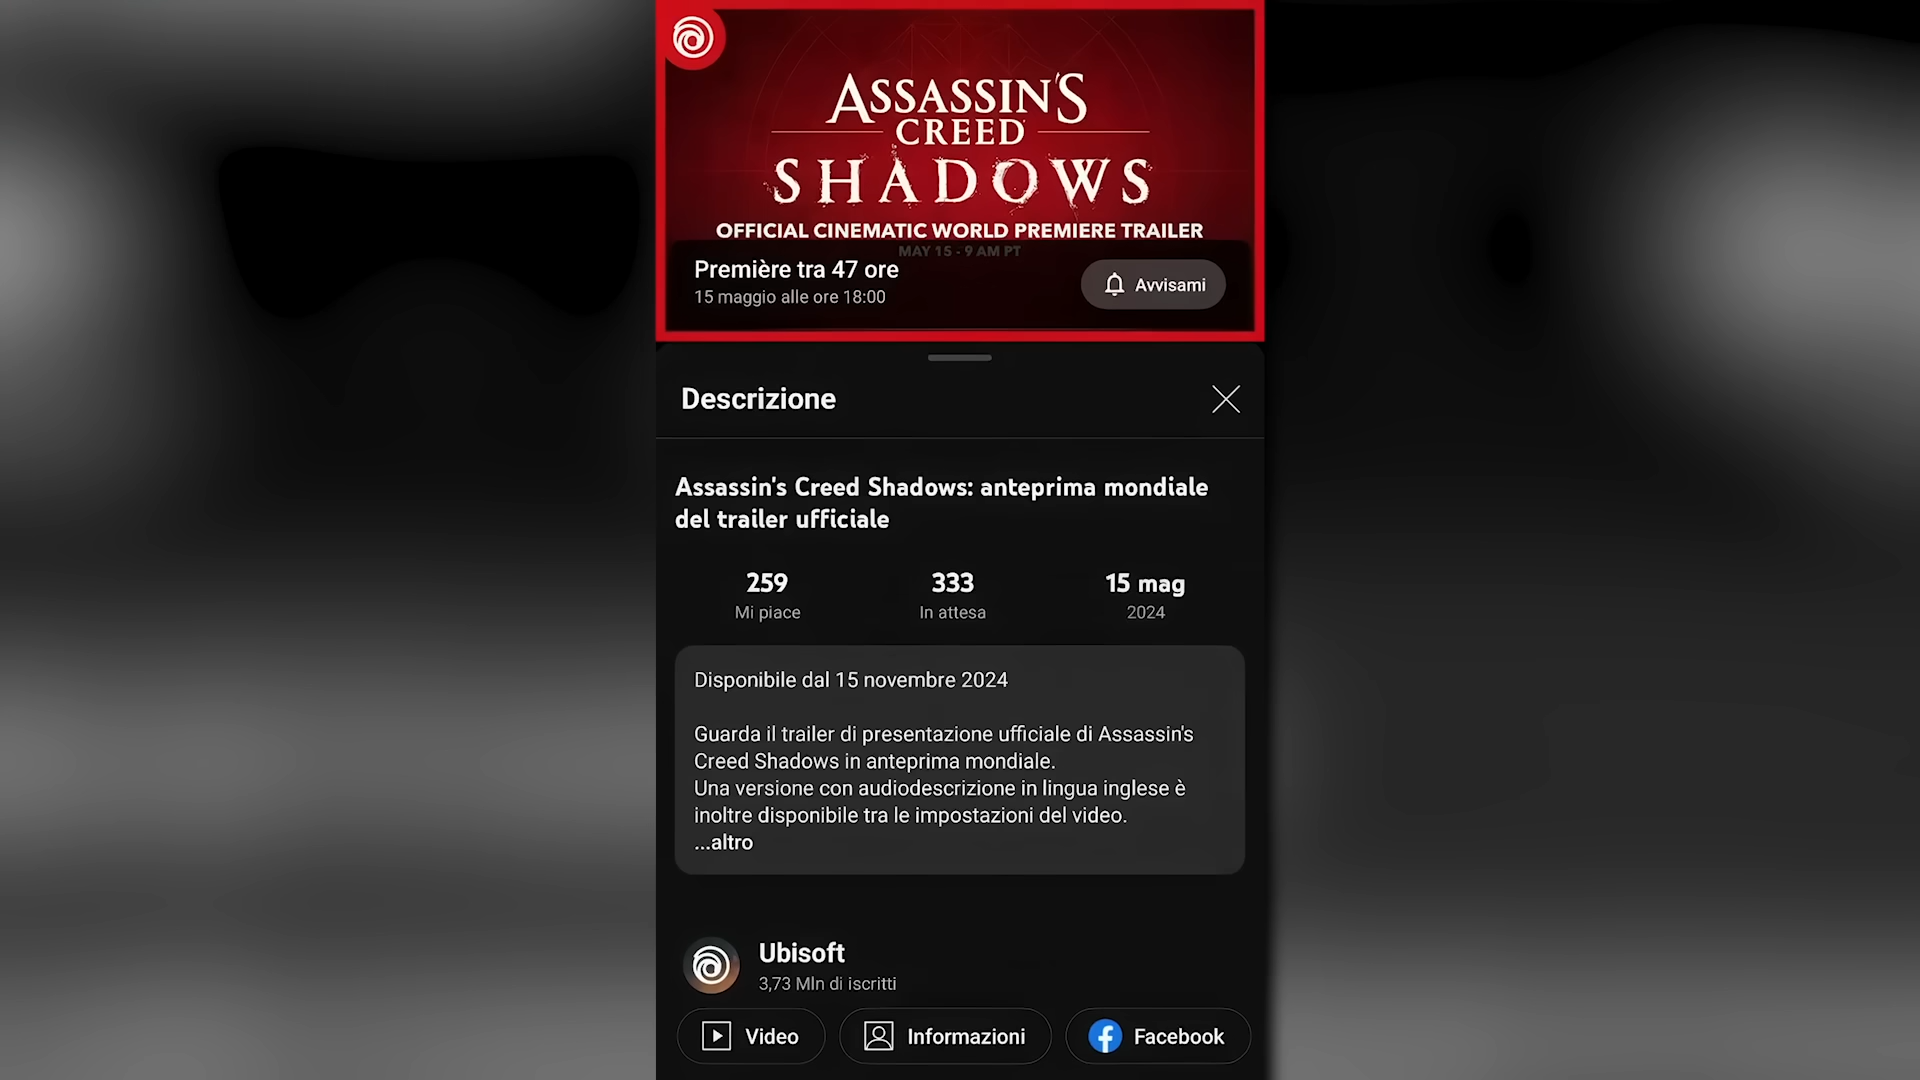 ASSASSIN'S
CREED
SHADOWS
OFFICIAL CINEMATIC WORLD PREMIERE TRAILER
MAY 15 - 9 AM PT
Première tra 47 ore
15 maggio alle ore 18:00
Avvisami
Descrizione
Assassin's Creed Shadows: anteprima mondiale
del trailer ufficiale
259
Mi piace
333
In attesa
15 mag
2024
Disponibile dal 15 novembre 2024
Guarda il trailer di presentazione ufficiale di Assassin's
Creed Shadows in anteprima mondiale.
Una versione con audiodescrizione in lingua inglese è
inoltre disponibile tra le impostazioni del video.
...altro
Ubisoft
3,73 Mln di iscritti
Video
Informazioni
Facebook